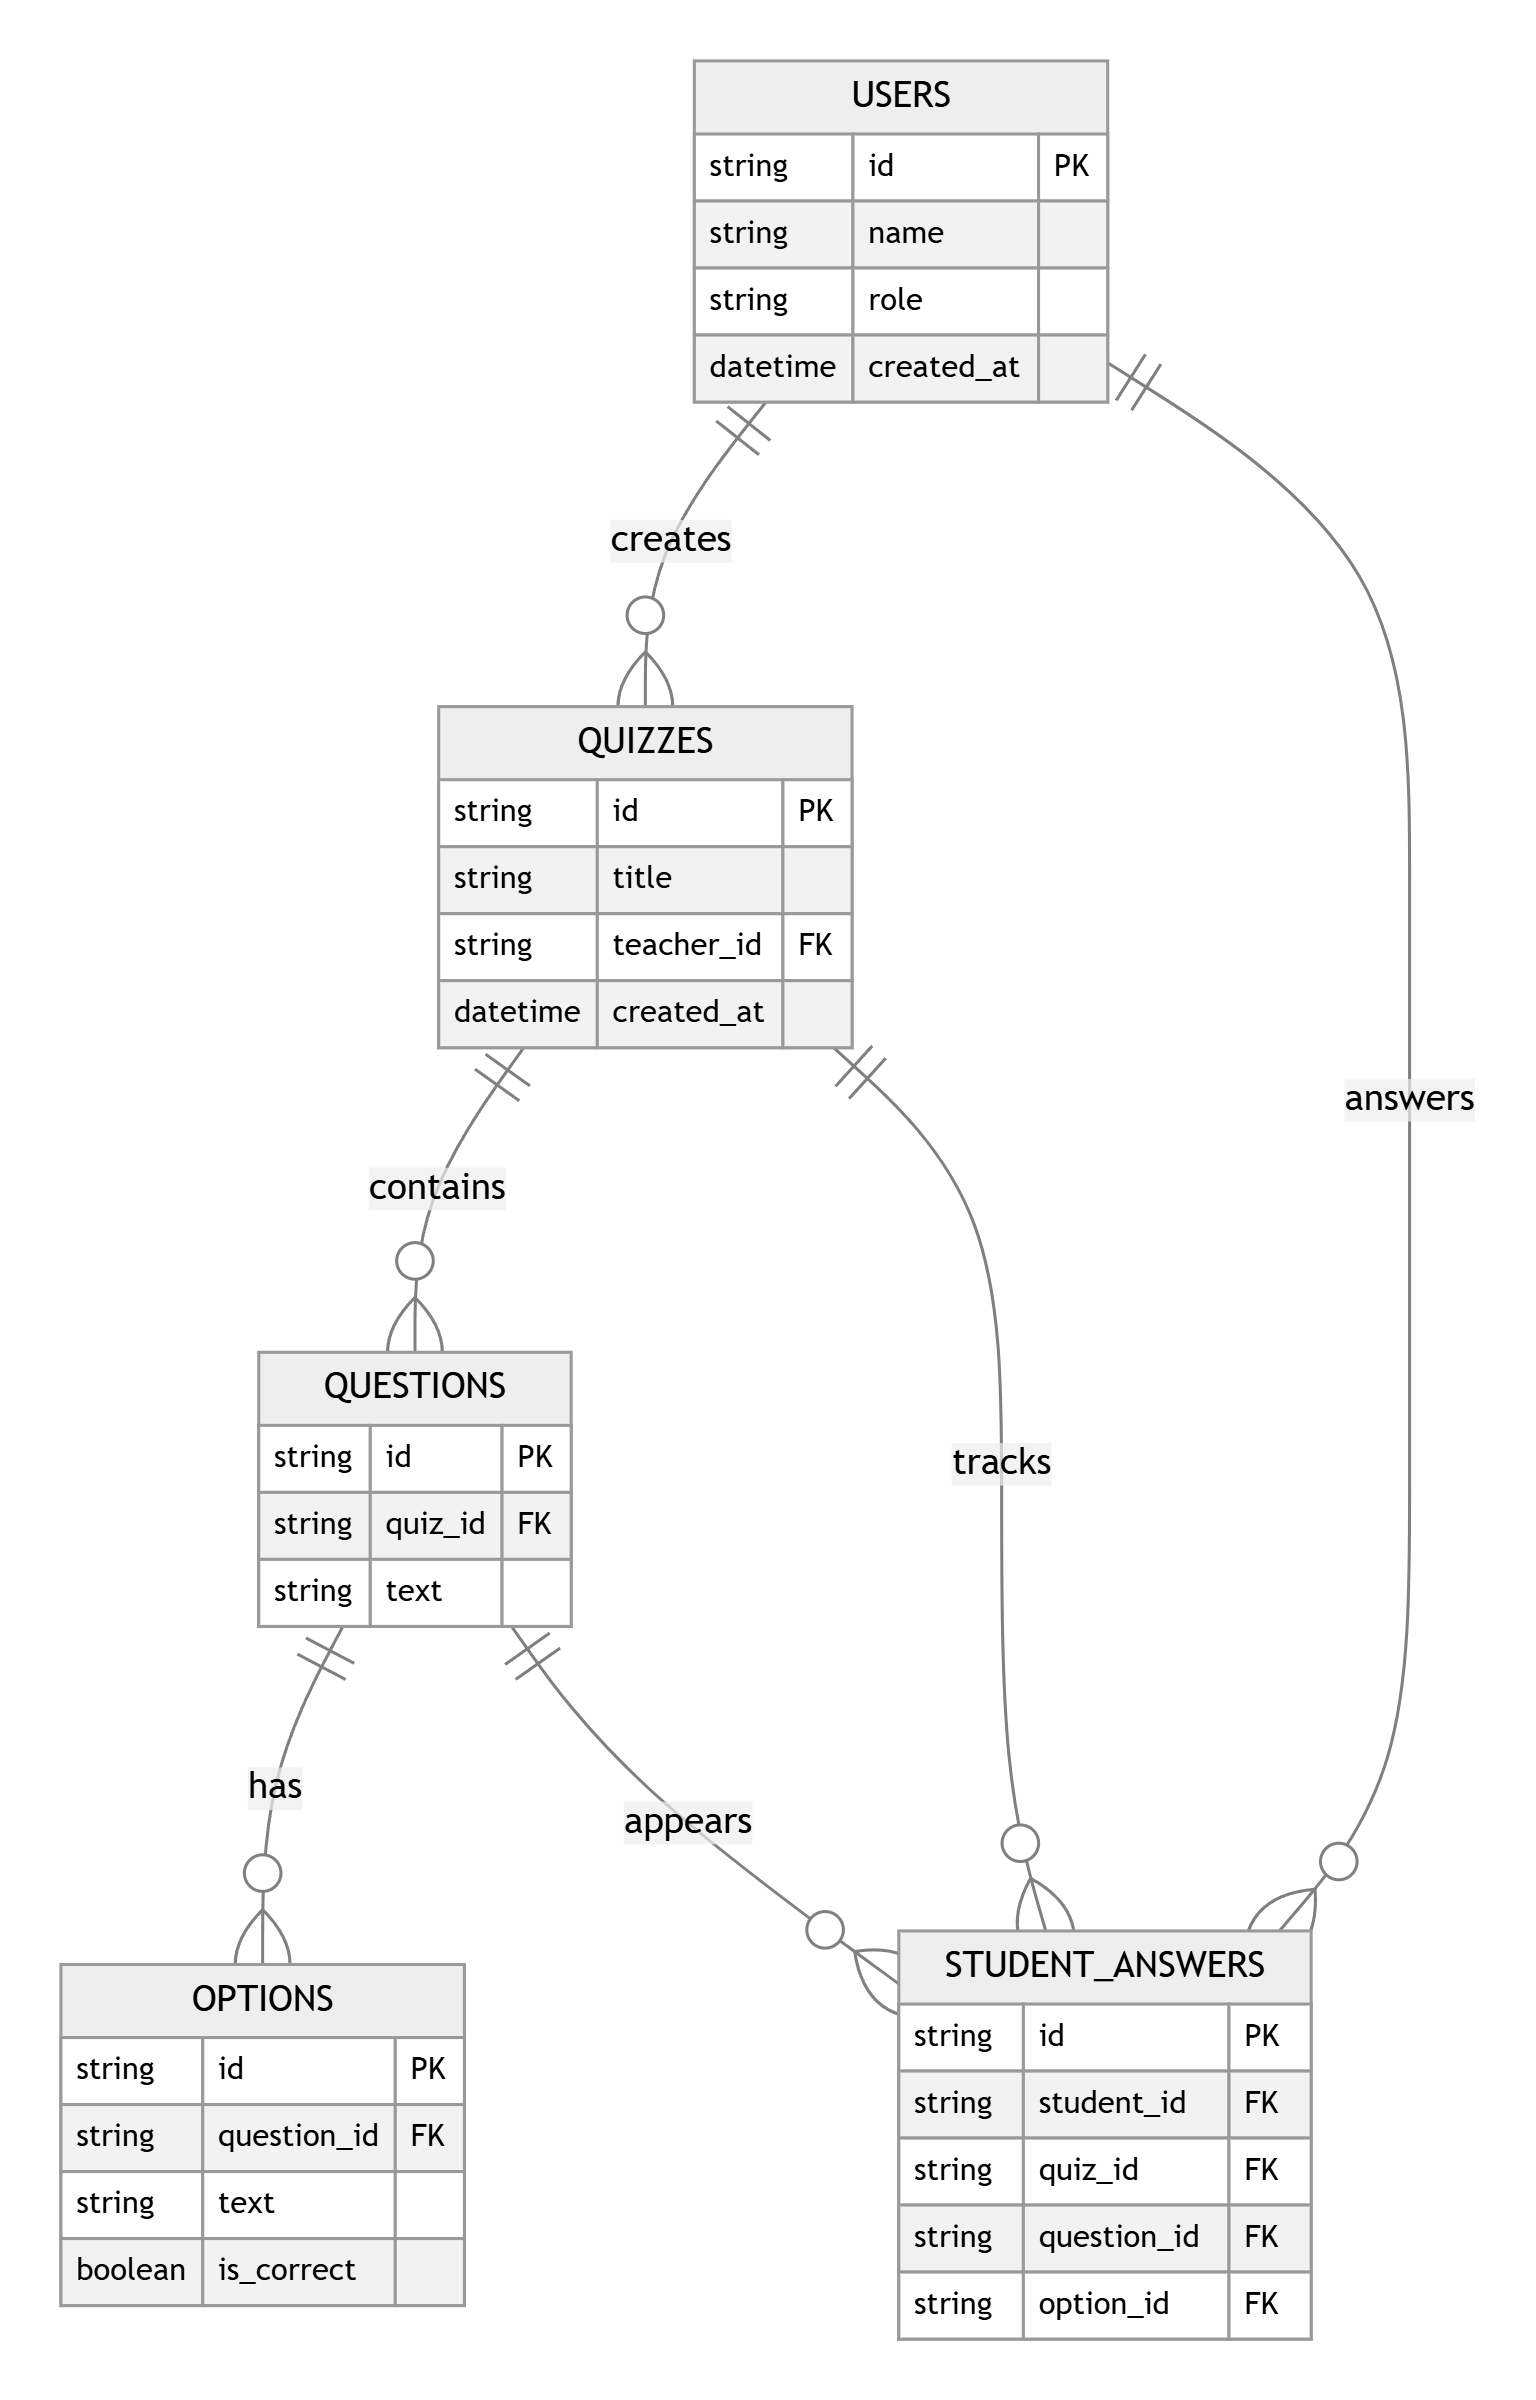 USERS
string id PK
string name
string role
datetime created_at
creates
QUIZZES
string id PK
string title
string teacher_id FK
datetime created_at
answers
contains
QUESTIONS
string id PK
string quiz_id FK
string text
tracks
has
appears
OPTIONS
string id PK
string question_id FK
string text
boolean is_correct
STUDENT_ANSWERS
string id PK
string student_id FK
string quiz_id FK
string question_id FK
string option_id FK